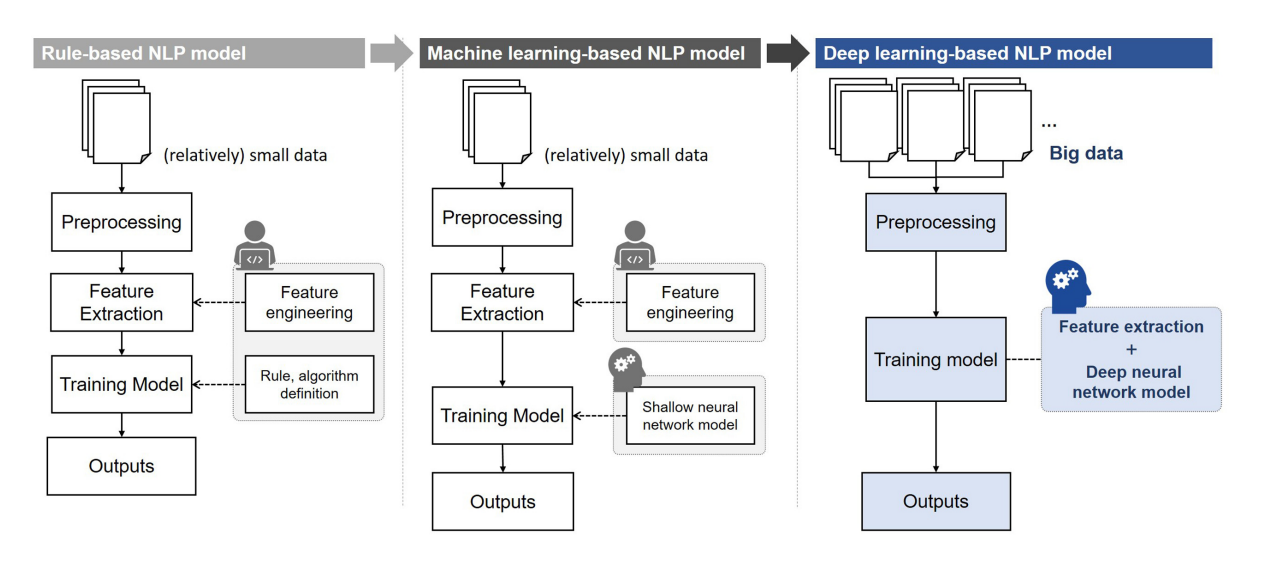 Rule-based NLP model
(relatively) small data
Preprocessing
Feature
Extraction
</>
Feature
engineering
Training Model
Rule, algorithm
definition
Outputs
Machine learning-based NLP model
(relatively) small data
Preprocessing
Feature
Extraction
</>
Feature
engineering
Training Model
Shallow neural
network model
Outputs
Deep learning-based NLP model
...
Big data
Preprocessing
Training model
Feature extraction
+
Deep neural
network model
Outputs